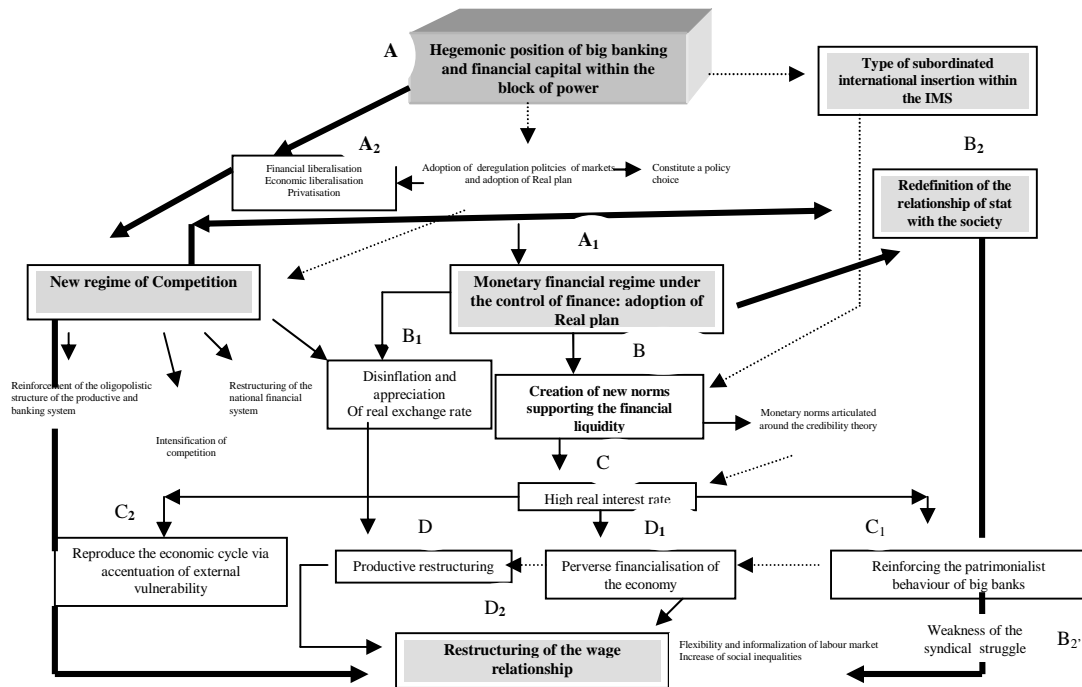 A
Hegemonic position of big banking
and financial capital within the
block of power
Type of subordinated
international insertion within
the IMS
A2
Financial liberalisation
Economic liberalisation
Privatisation
Adoption of deregulation politcies of markets
and adoption of Real plan
Constitute a policy
choice
B2
Redefinition of the
relationship of stat
with the society
A1
New regime of
Competition
Monetary financial regime under
the control of finance: adoption of
Real plan
B1
B
Reinforcement of the oligopolistic
structure of the productive and
banking system
Restructuring of the
national financial
system
Intensification of
competition
Disinflation and
appreciation
Of real exchange rate
Creation of new norms
supporting the financial
liquidity
Monetary norms articulated
around the credibility theory
C
High real interest rate
C2
D
D1
C1
Reproduce the economic cycle via
accentuation of external
vulnerability
Productive restructuring
Perverse financialisation of
the economy
Reinforcing the patrimonialist
behaviour of big banks
D2
Restructuring of the wage
relationship
Flexibility and informalization of labour market
Increase of social inequalities
Weakness of the
syndical struggle
B2'